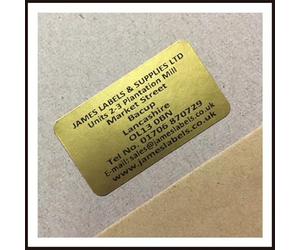 JAMES LABELS & SUPPLIES LTD
Units 2-3 Plantation Mill
Market Street
Bacup
Lancashire
OL13 0BN
Tel No. 01706 870729
E-mail: sales@jameslabels.co.uk
www.jameslabels.co.uk